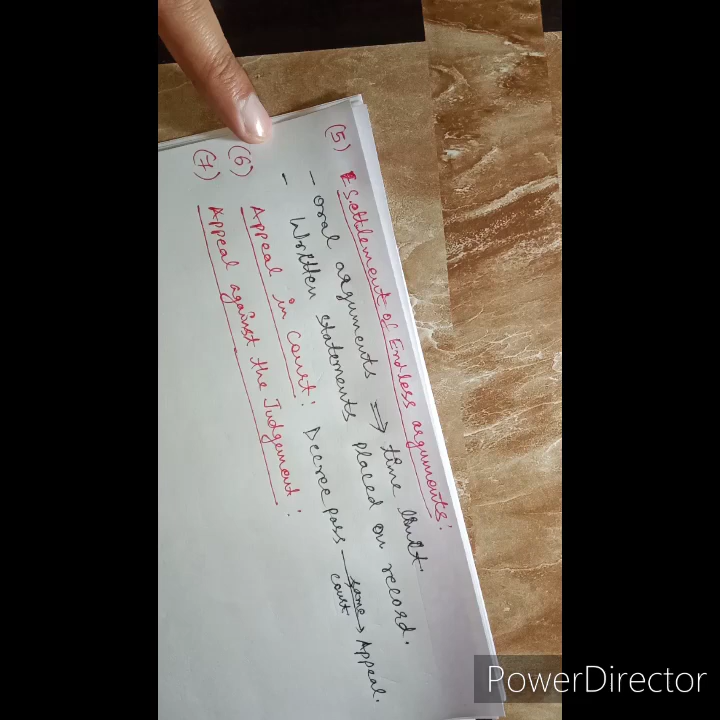 (5) Settlement of Endless arguments:
- oral arguments → time limit.
- Written statements placed on record.
(6) Appeal in court: Decree pass — same court → Appeal.
(7) Appeal against the Judgement:
PowerDirector